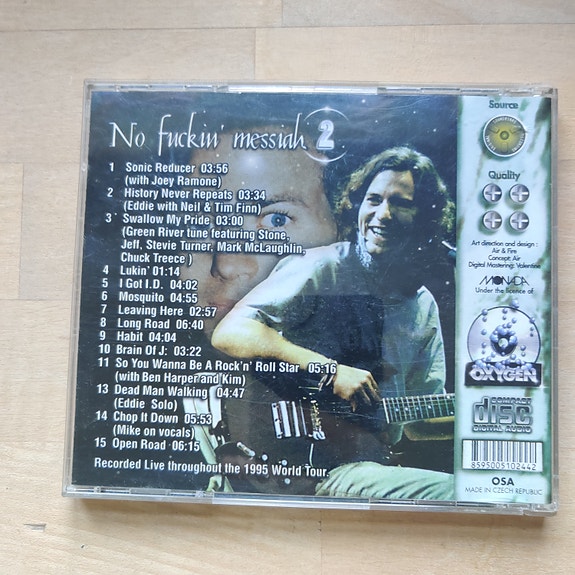 No fuckin' messiah 2
1 Sonic Reducer 03:56
(with Joey Ramone)
2 History Never Repeats 03:34
(Eddie with Neil & Tim Finn)
3 Swallow My Pride 03:00
(Green River tune featuring Stone,
Jeff, Stevie Turner, Mark McLaughlin,
Chuck Treece )
4 Lukin' 01:14
5 I Got I.D. 04:02
6 Mosquito 04:55
7 Leaving Here 02:57
8 Long Road 06:40
9 Habit 04:04
10 Brain Of J: 03:22
11 So You Wanna Be A Rock'n' Roll Star 05:16
(with Ben Harper and Kim)
13 Dead Man Walking 04:47
(Eddie Solo)
14 Chop It Down 05:53
(Mike on vocals)
15 Open Road 06:15
Recorded Live throughout the 1995 World Tour.
Source
Quality
Art direction and design :
Air & Fire
Concept: Air
Digital Mastering: Valentine
MONADA
Under the licence of
OXYGEN
COMPACT
disc
DIGITAL AUDIO
8595005102442
OSA
MADE IN CZECH REPUBLIC